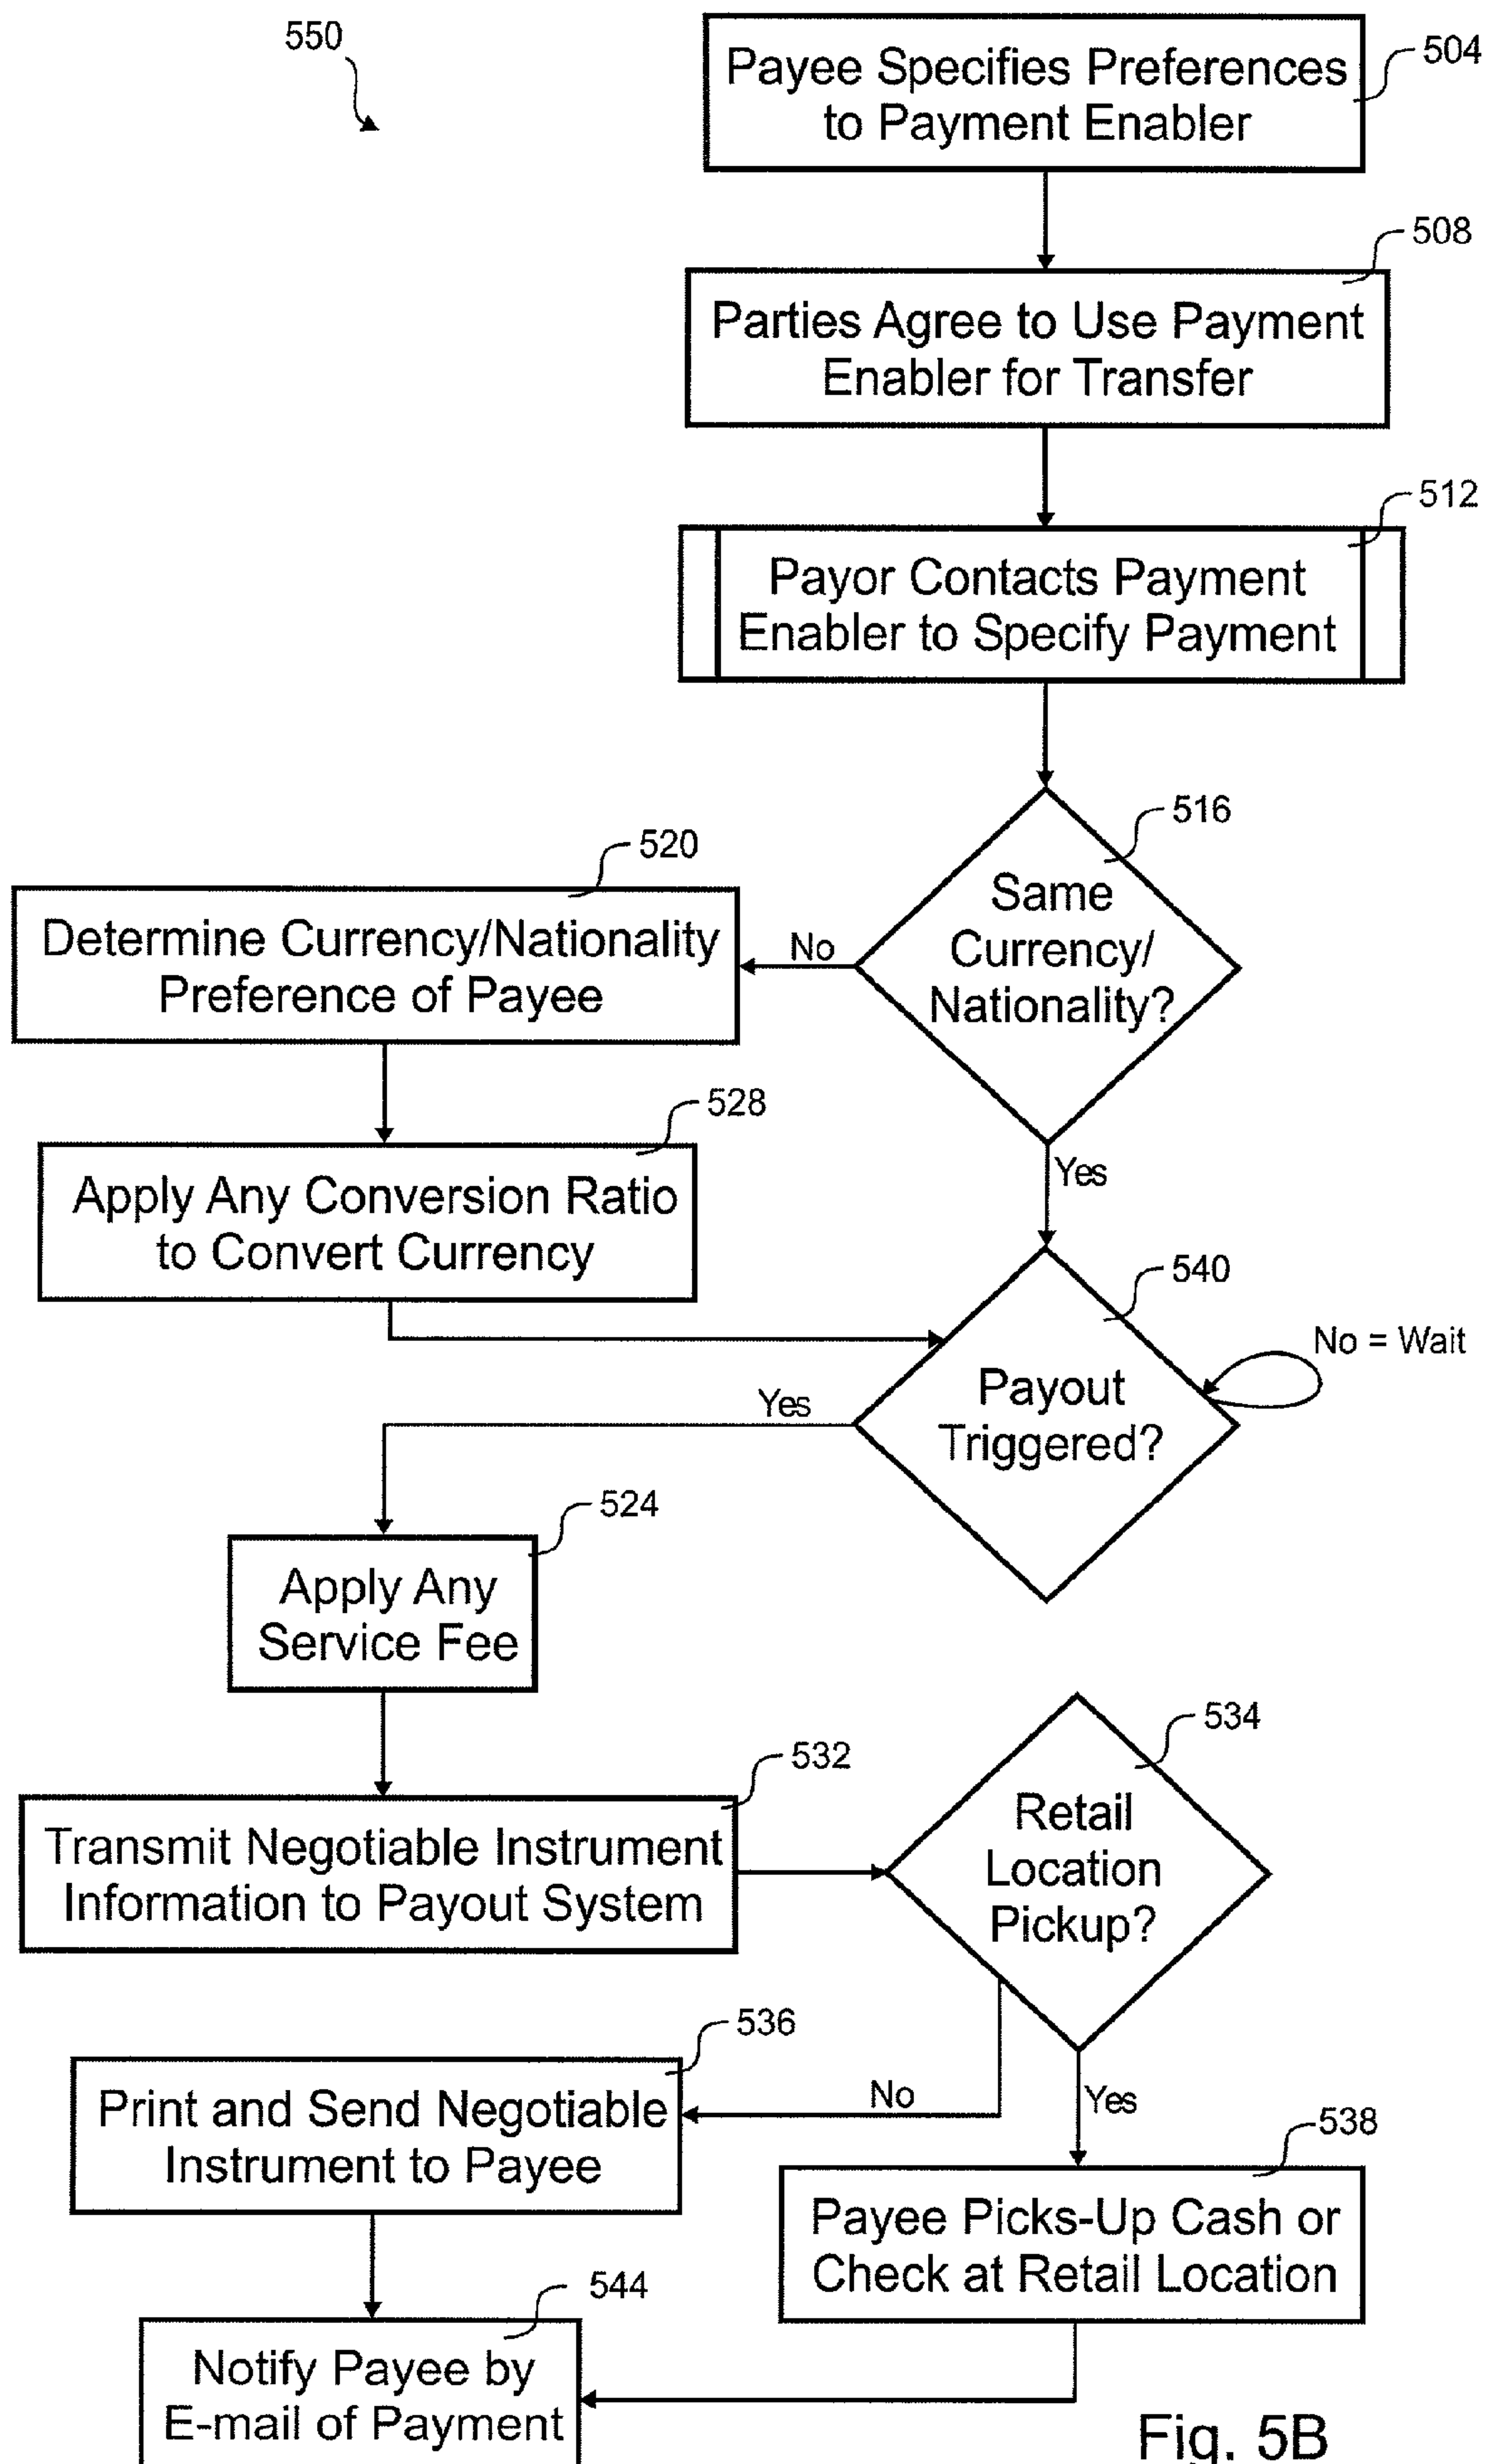 550
Payee Specifies Preferences
to Payment Enabler
504
508
Parties Agree to Use Payment
Enabler for Transfer
512
Payor Contacts Payment
Enabler to Specify Payment
516
Same
Currency/
Nationality?
520
No
Determine Currency/Nationality
Preference of Payee
528
Apply Any Conversion Ratio
to Convert Currency
Yes
540
No = Wait
Payout
Triggered?
Yes
524
Apply Any
Service Fee
532
Transmit Negotiable Instrument
Information to Payout System
534
Retail
Location
Pickup?
536
No
Print and Send Negotiable
Instrument to Payee
Yes
538
Payee Picks-Up Cash or
Check at Retail Location
544
Notify Payee by
E-mail of Payment
Fig. 5B